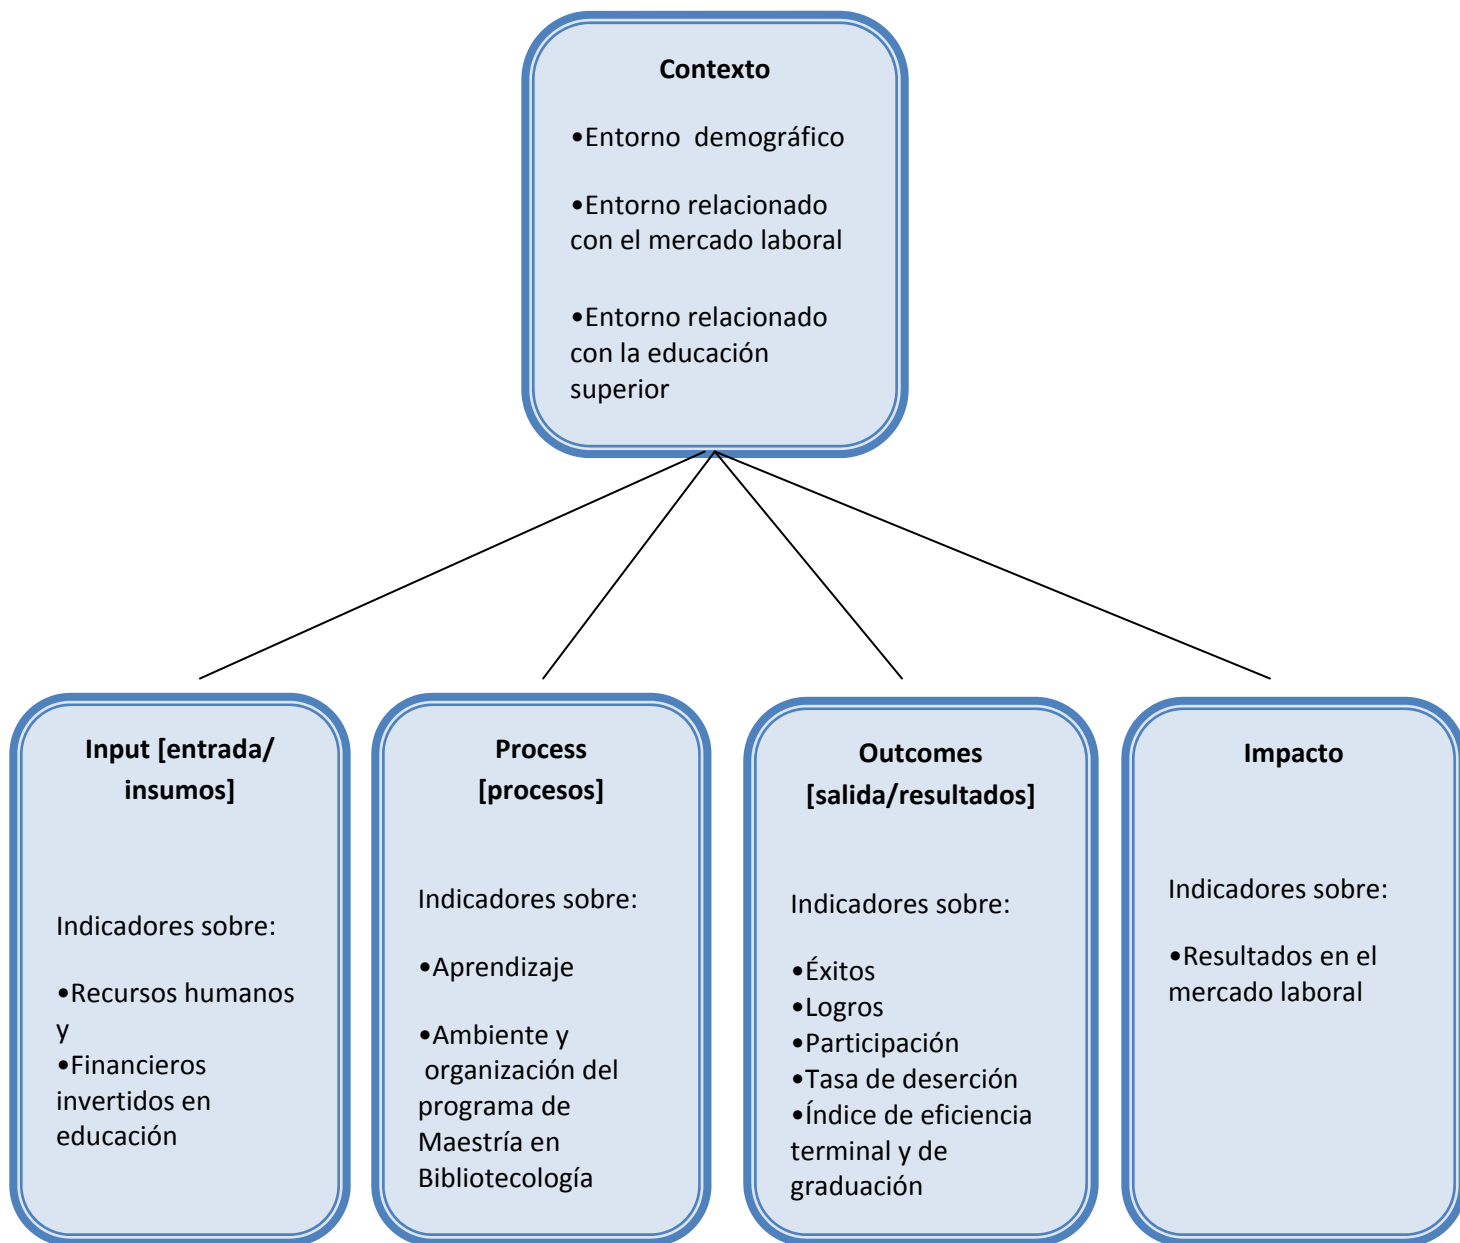 Contexto
•Entorno demográfico
•Entorno relacionado
con el mercado laboral
•Entorno relacionado
con la educación
superior
Input [entrada/
insumos]
Indicadores sobre:
•Recursos humanos
y
•Financieros
invertidos en
educación
Process
[procesos]
Indicadores sobre:
•Aprendizaje
•Ambiente y
organización del
programa de
Maestría en
Bibliotecología
Outcomes
[salida/resultados]
Indicadores sobre:
•Éxitos
•Logros
•Participación
•Tasa de deserción
•Índice de eficiencia
terminal y de
graduación
Impacto
Indicadores sobre:
•Resultados en el
mercado laboral